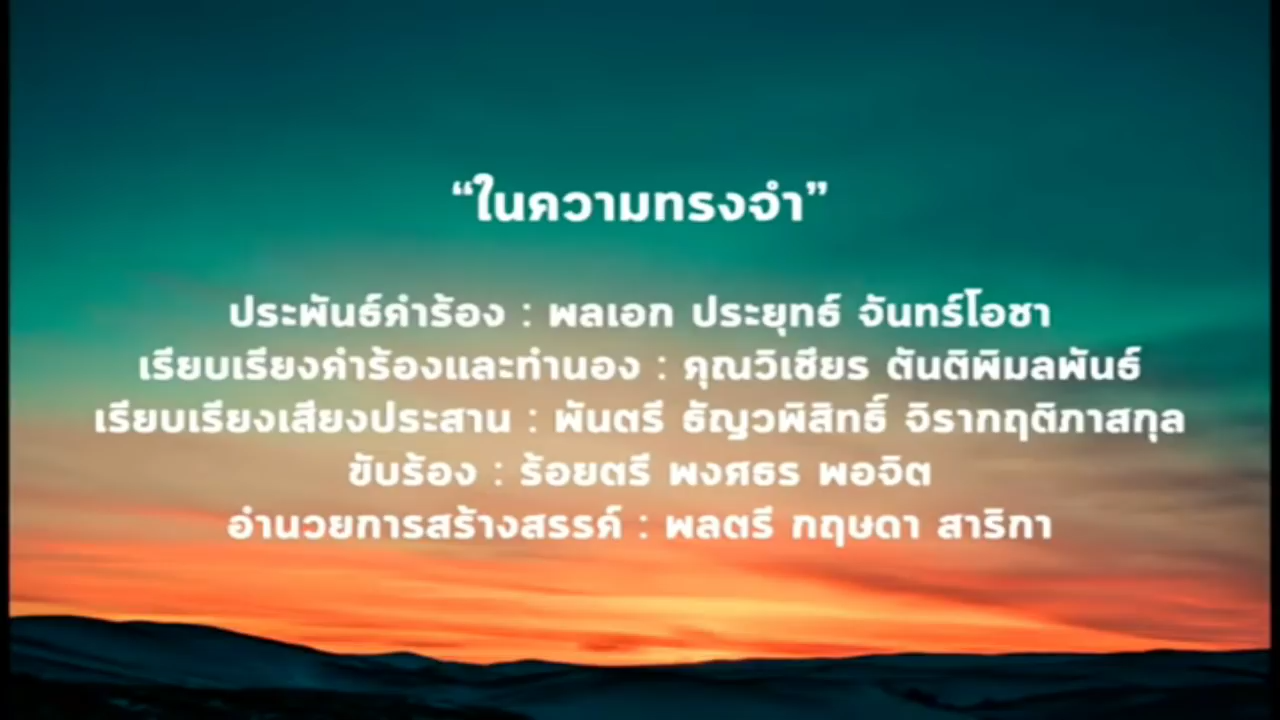 “ในความทรงจำ”
ประพันธ์คำร้อง : พลเอก ประยุทธ์ จันทร์โอชา
เรียบเรียงคำร้องและทำนอง : คุณวิเชียร ตันติพิมลพันธ์
เรียบเรียงเสียงประสาน : พันตรี ธัญวพิสิทธิ์ จิรากฤติภาสกุล
ขับร้อง : ร้อยตรี พงศธร พอจิต
อำนวยการสร้างสรรค์ : พลตรี กฤษดา สาริกา